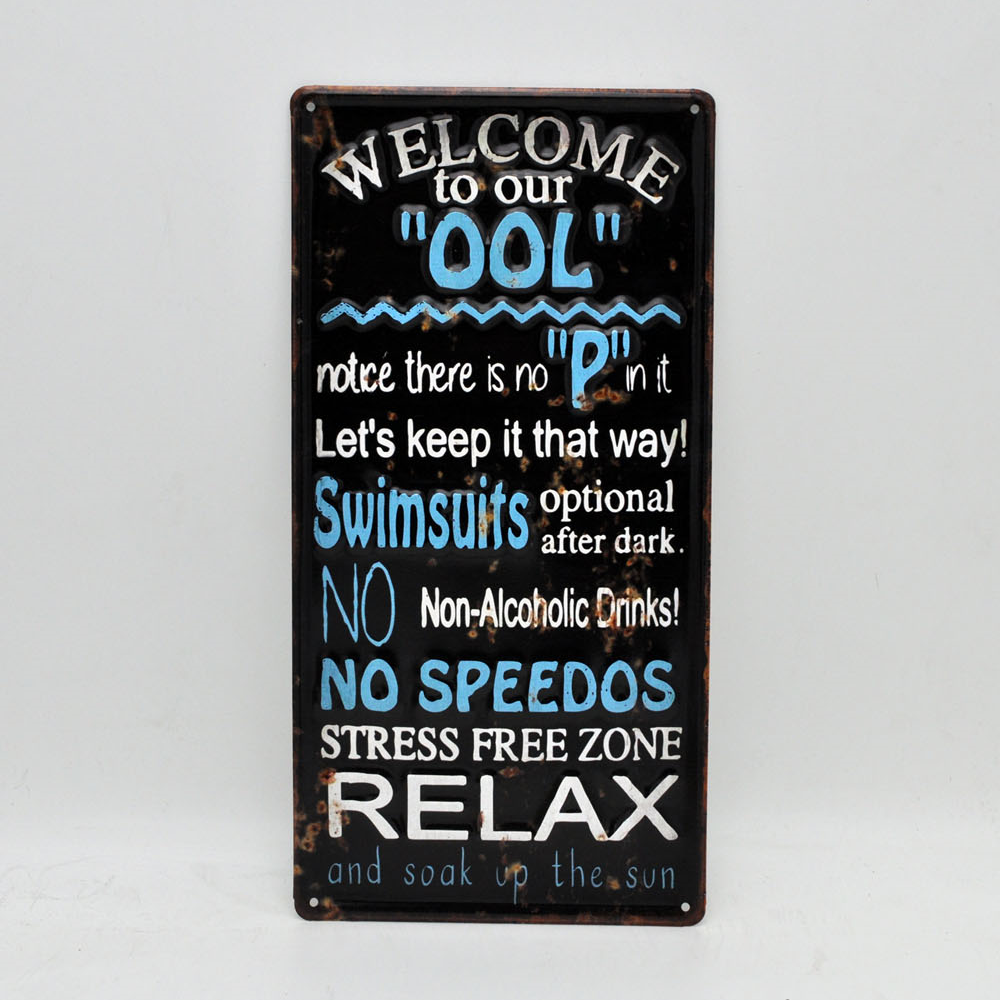 WELCOME
to our
"OOL"
notice there is no "P" in it
Let's keep it that way!
Swimsuits optional after dark.
NO Non-Alcoholic Drinks!
NO SPEEDOS
STRESS FREE ZONE
RELAX
and soak up the sun